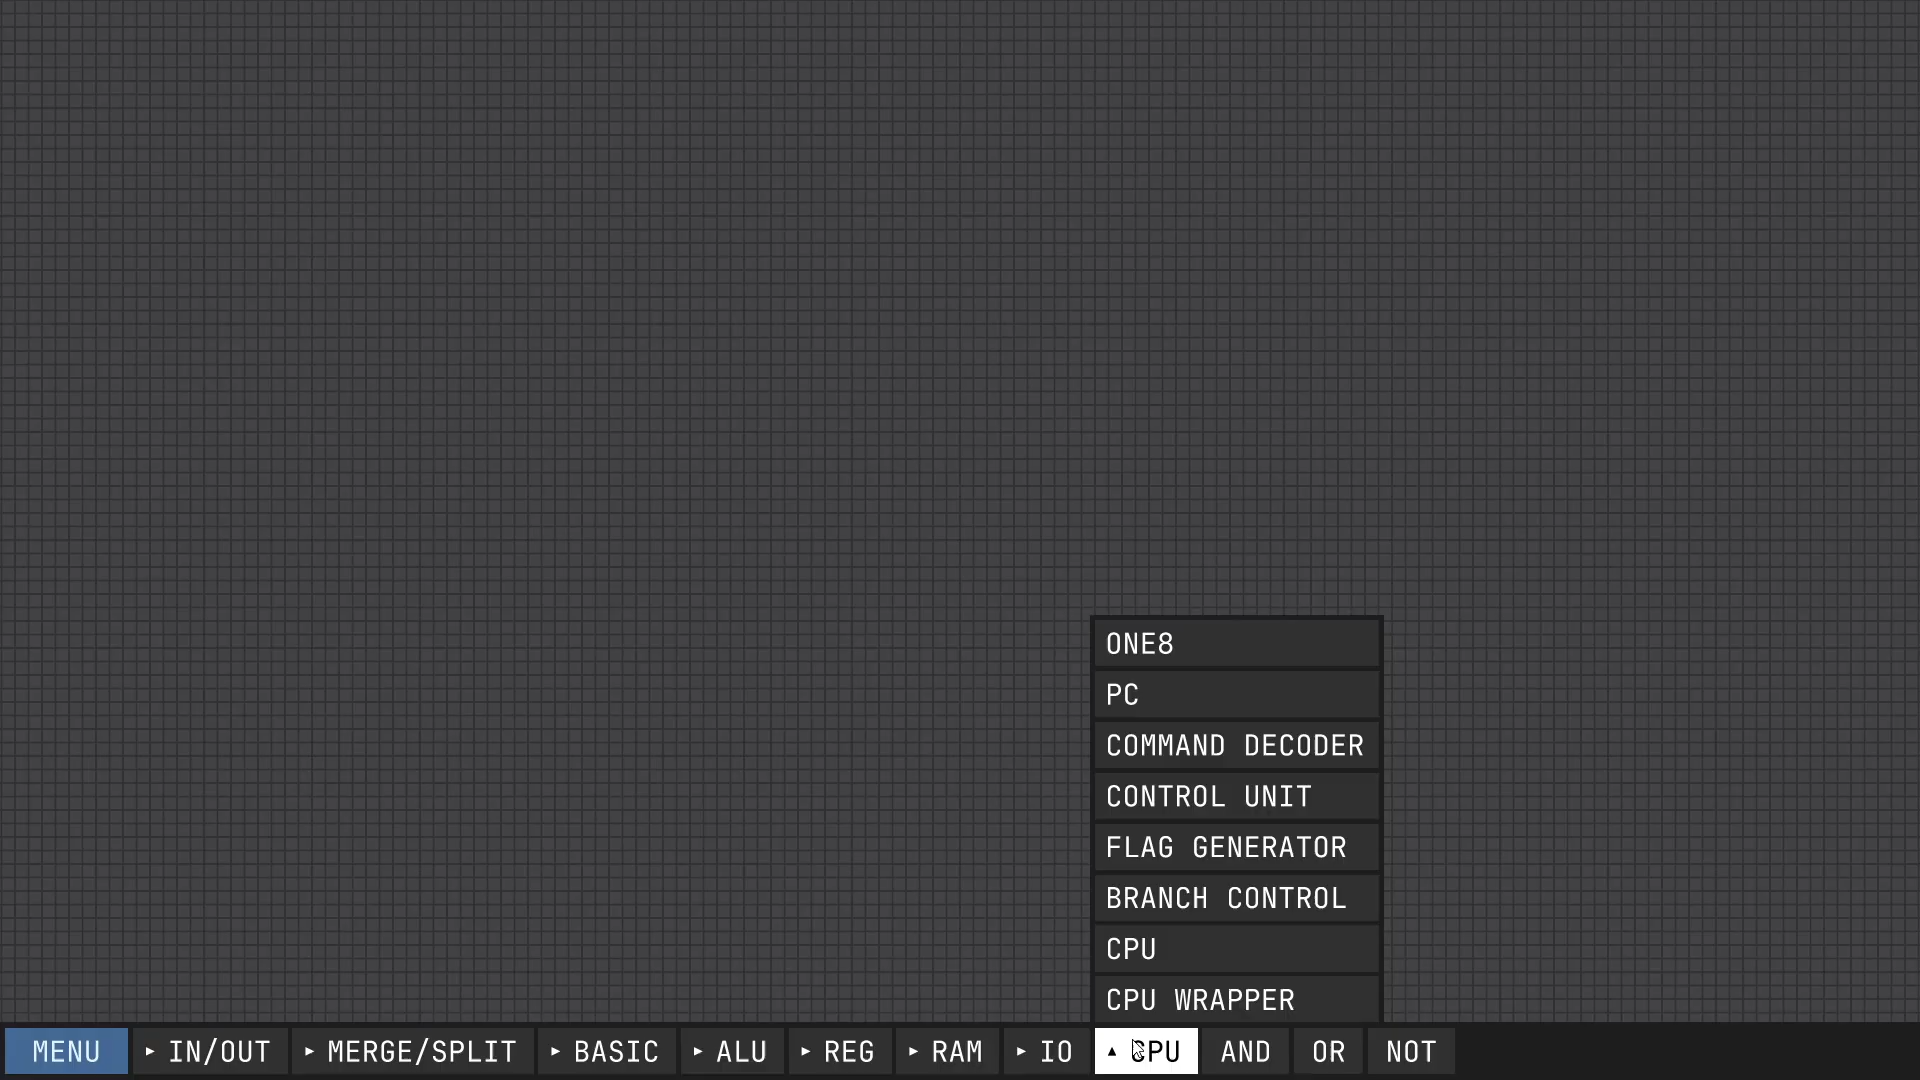 ONE8
PC
COMMAND DECODER
CONTROL UNIT
FLAG GENERATOR
BRANCH CONTROL
CPU
CPU WRAPPER
MENU ▸ IN/OUT ▸ MERGE/SPLIT ▸ BASIC ▸ ALU ▸ REG ▸ RAM ▸ IO ▴ CPU AND OR NOT